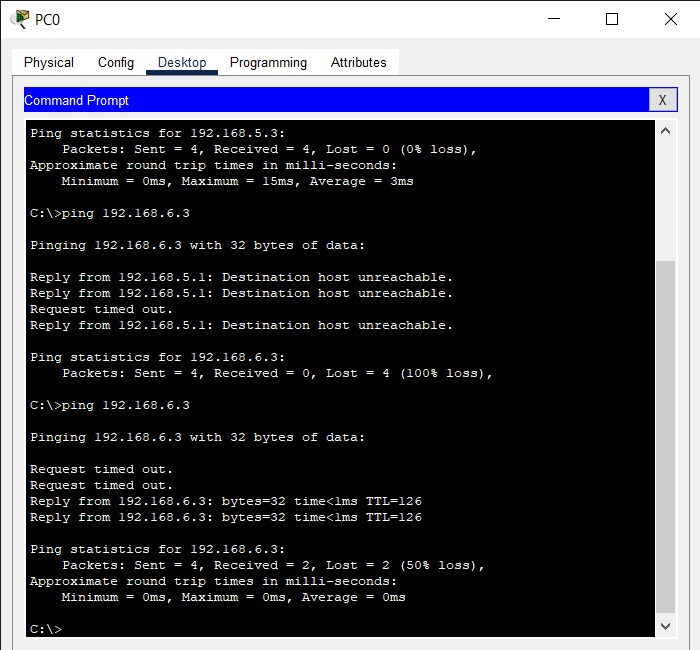 PC0
Physical Config Desktop Programming Attributes
Command Prompt X
Ping statistics for 192.168.5.3:
Packets: Sent = 4, Received = 4, Lost = 0 (0% loss),
Approximate round trip times in milli-seconds:
Minimum = 0ms, Maximum = 15ms, Average = 3ms
C:\>ping 192.168.6.3
Pinging 192.168.6.3 with 32 bytes of data:
Reply from 192.168.5.1: Destination host unreachable.
Reply from 192.168.5.1: Destination host unreachable.
Request timed out.
Reply from 192.168.5.1: Destination host unreachable.
Ping statistics for 192.168.6.3:
Packets: Sent = 4, Received = 0, Lost = 4 (100% loss),
C:\>ping 192.168.6.3
Pinging 192.168.6.3 with 32 bytes of data:
Request timed out.
Request timed out.
Reply from 192.168.6.3: bytes=32 time<1ms TTL=126
Reply from 192.168.6.3: bytes=32 time<1ms TTL=126
Ping statistics for 192.168.6.3:
Packets: Sent = 4, Received = 2, Lost = 2 (50% loss),
Approximate round trip times in milli-seconds:
Minimum = 0ms, Maximum = 0ms, Average = 0ms
C:\>